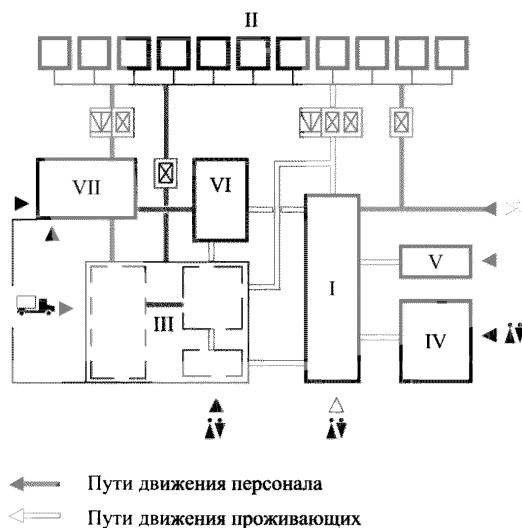 II
VII
VI
I
V
III
IV
Пути движения персонала
Пути движения проживающих